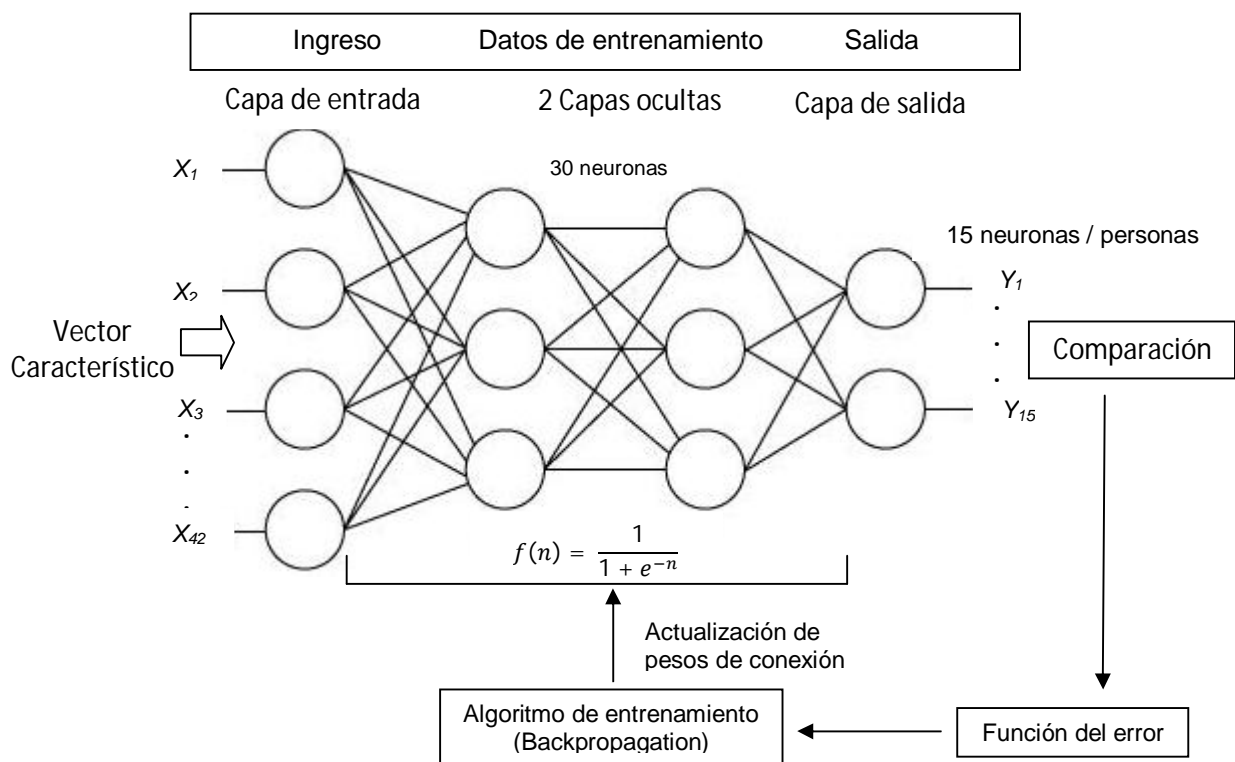 Ingreso Datos de entrenamiento Salida
Capa de entrada 2 Capas ocultas Capa de salida
X1
30 neuronas
15 neuronas / personas
X2
Y1
.
.
.
Vector
Característico
Comparación
X3
Y15
.
.
.
X42
f(n) = 1 / (1 + e^-n)
Actualización de
pesos de conexión
Algoritmo de entrenamiento
(Backpropagation)
Función del error